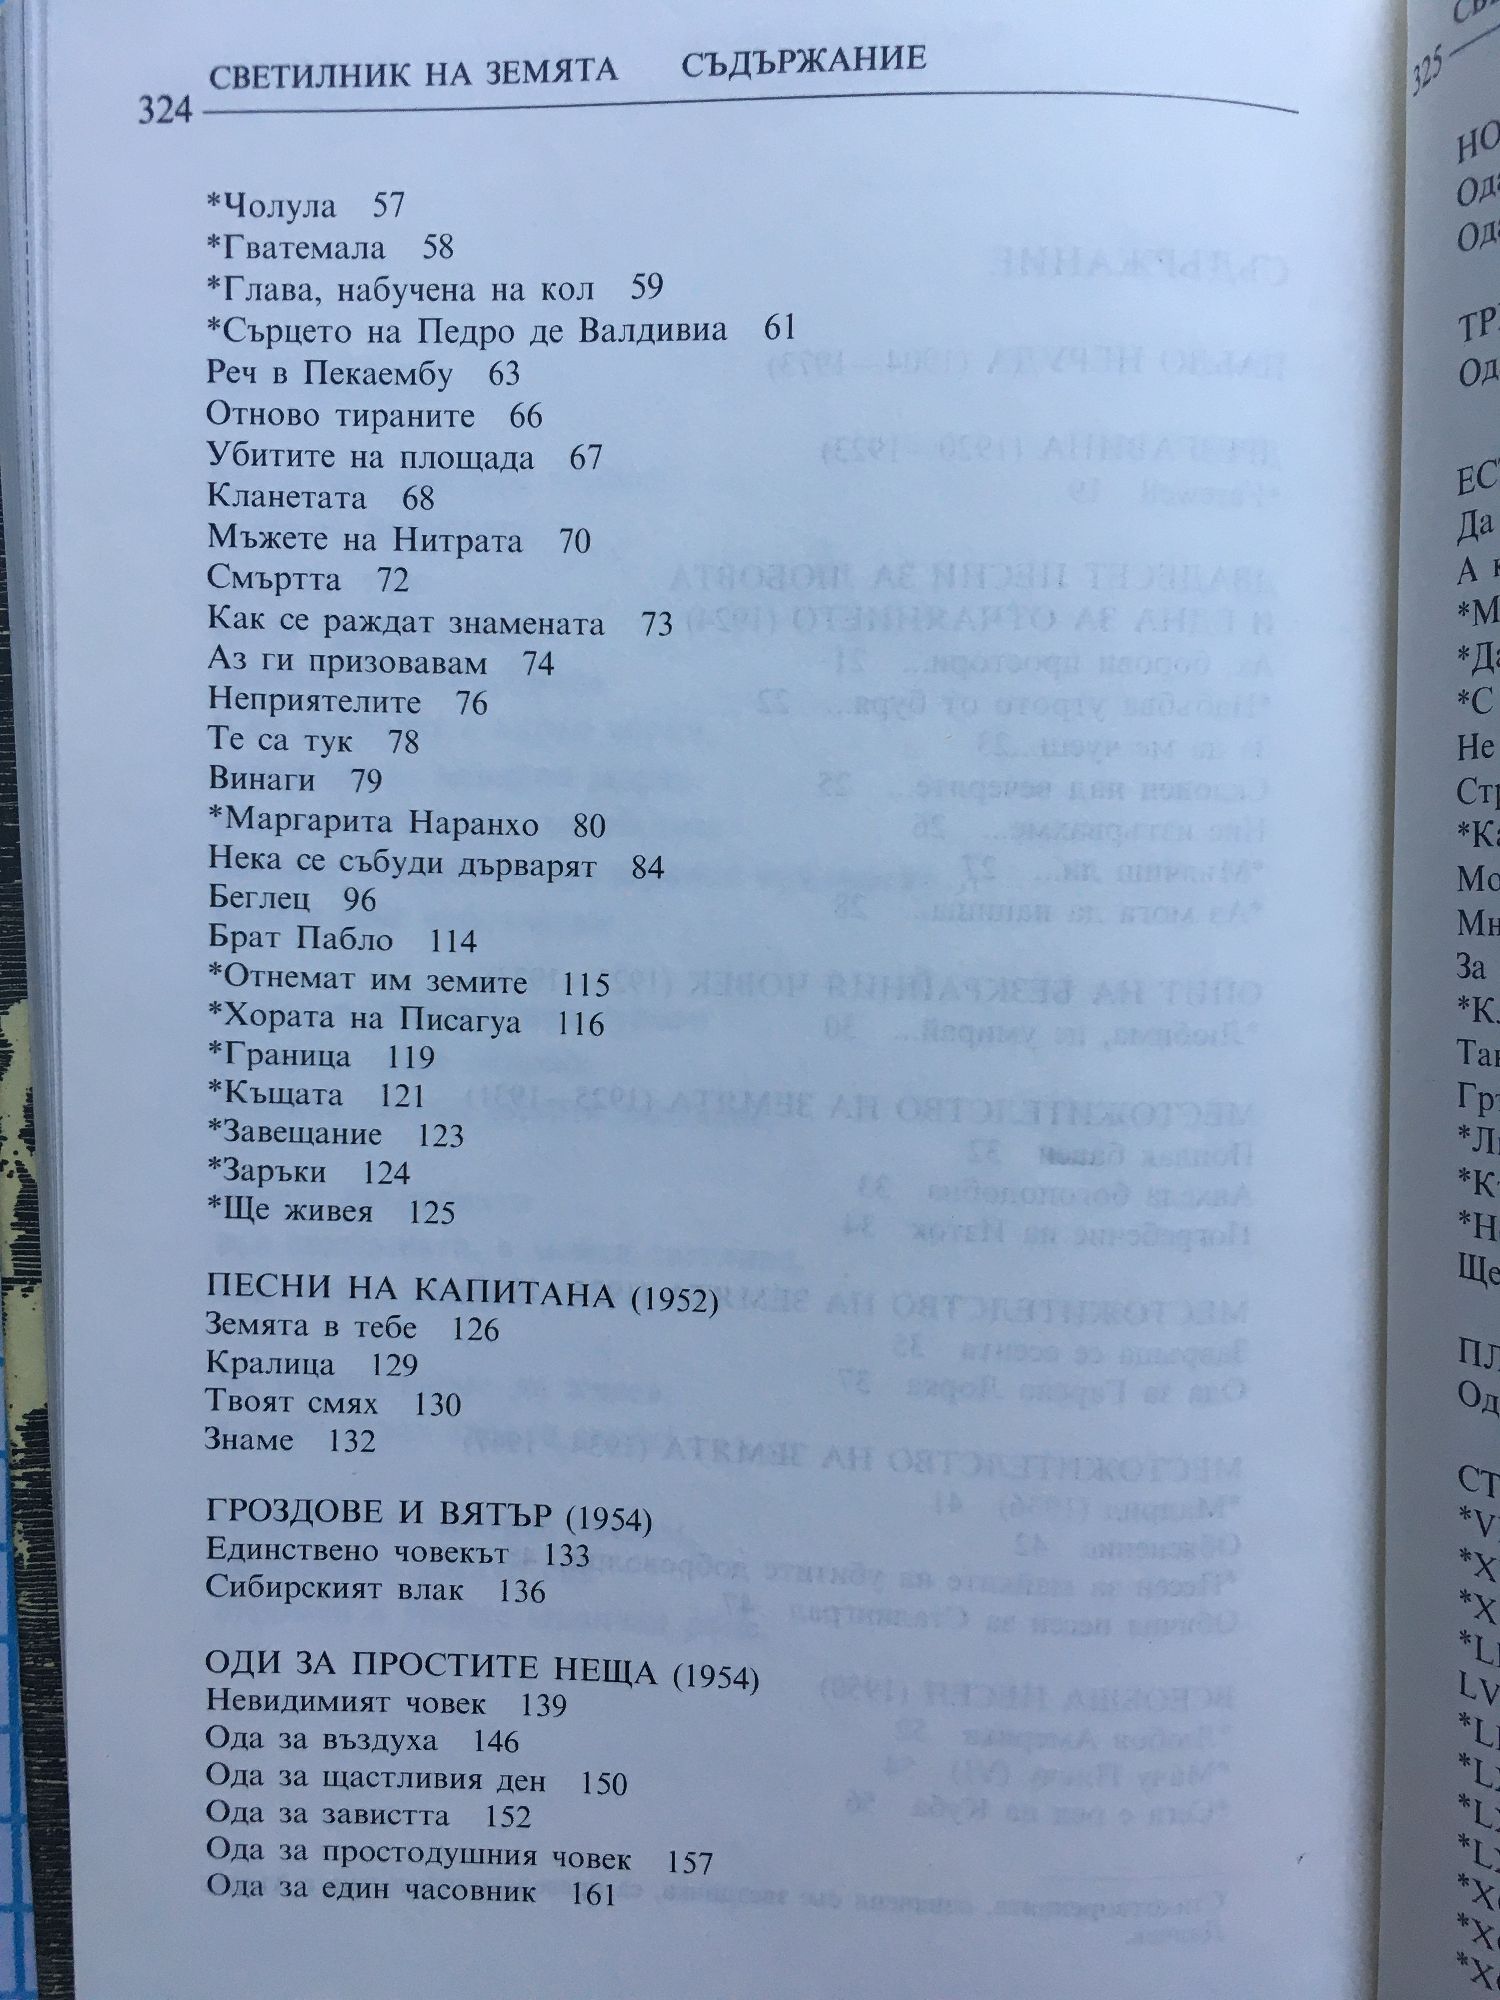 СВЕТИЛНИК НА ЗЕМЯТА СЪДЪРЖАНИЕ
324
*Чолула 57
*Гватемала 58
*Глава, набучена на кол 59
*Сърцето на Педро де Валдивиа 61
Реч в Пекаембу 63
Отново тираните 66
Убитите на площада 67
Кланетата 68
Мъжете на Нитрата 70
Смъртта 72
Как се раждат знамената 73
Аз ги призовавам 74
Неприятелите 76
Те са тук 78
Винаги 79
*Маргарита Наранхо 80
Нека се събуди дърварят 84
Беглец 96
Брат Пабло 114
*Отнемат им земите 115
*Хората на Писагуа 116
*Граница 119
*Къщата 121
*Завещание 123
*Заръки 124
*Ще живея 125
ПЕСНИ НА КАПИТАНА (1952)
Земята в тебе 126
Кралица 129
Твоят смях 130
Знаме 132
ГРОЗДОВЕ И ВЯТЪР (1954)
Единствено човекът 133
Сибирският влак 136
ОДИ ЗА ПРОСТИТЕ НЕЩА (1954)
Невидимият човек 139
Ода за въздуха 146
Ода за щастливия ден 150
Ода за завистта 152
Ода за простодушния човек 157
Ода за един часовник 161
325
Да
А
*С
Не
За
Ще